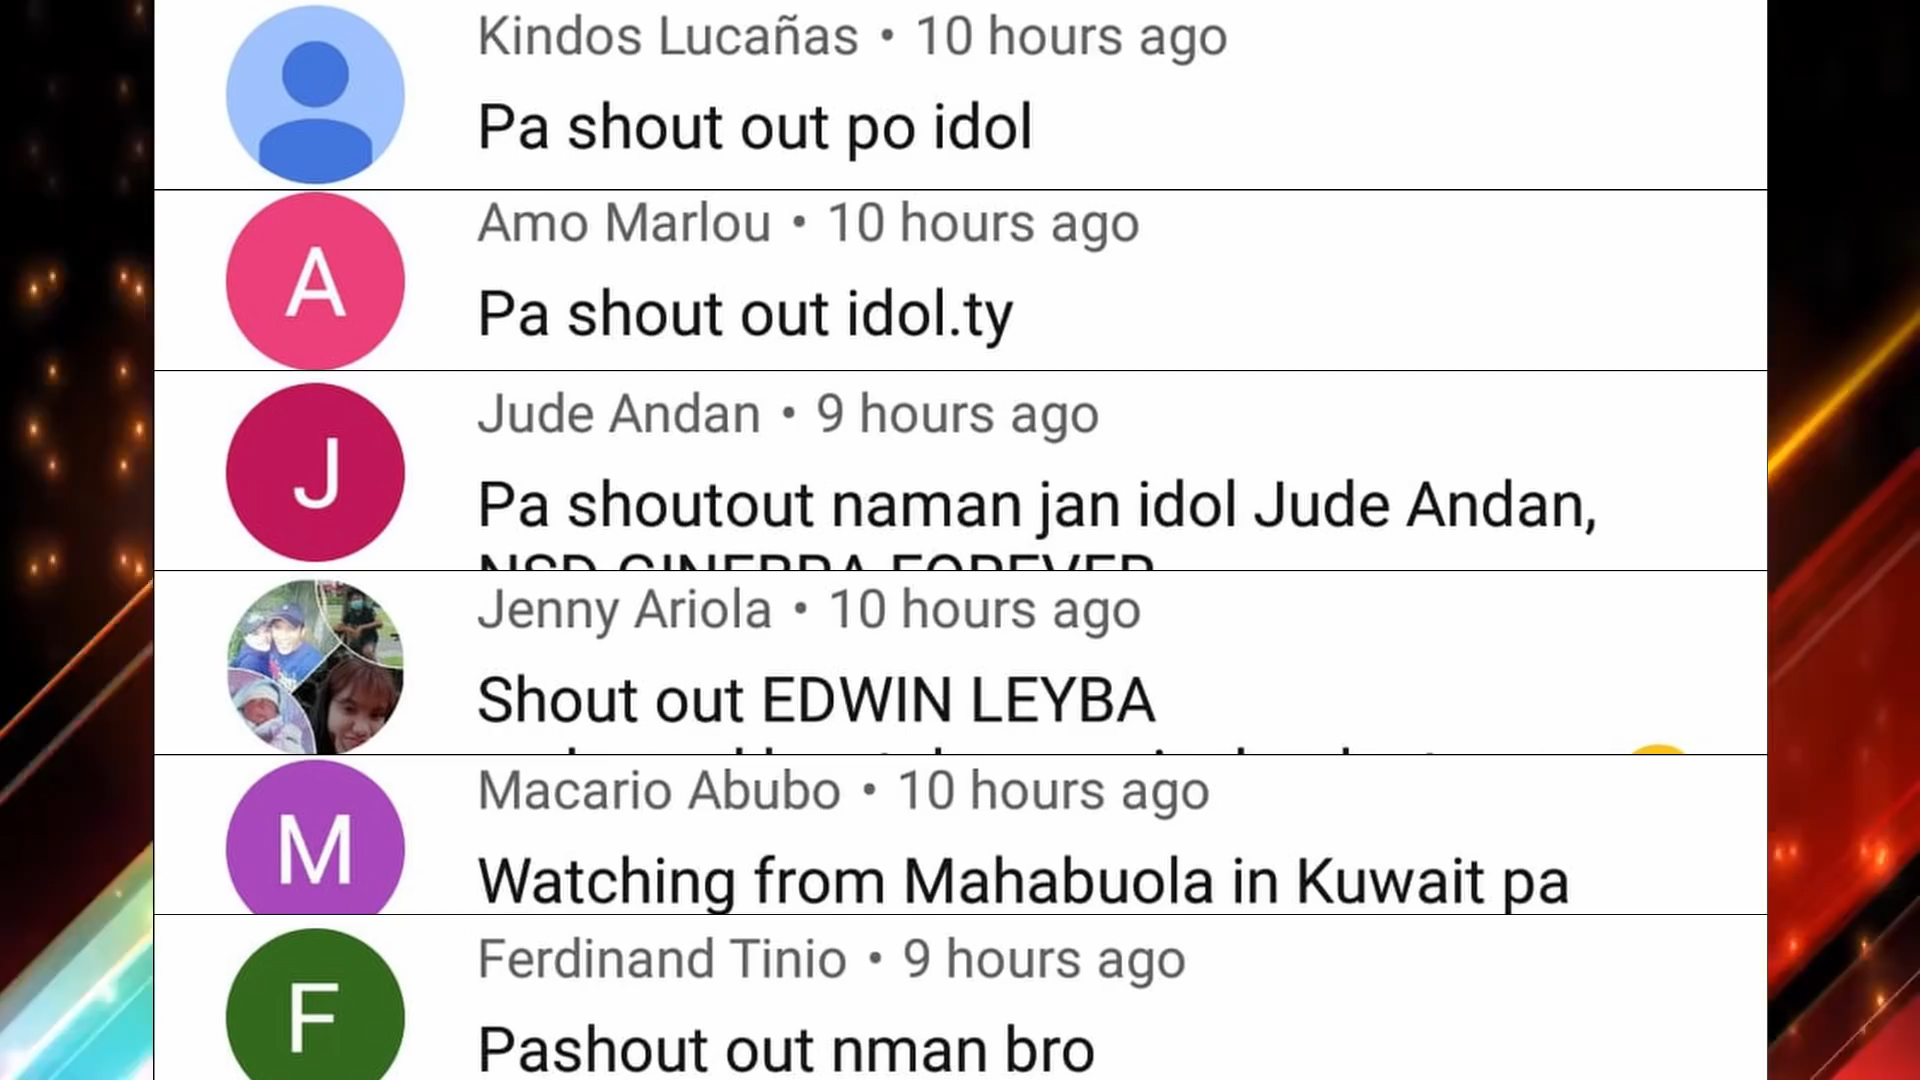 Kindos Lucañas • 10 hours ago
Pa shout out po idol
A
Amo Marlou • 10 hours ago
Pa shout out idol.ty
J
Jude Andan • 9 hours ago
Pa shoutout naman jan idol Jude Andan,
NSD GINEBRA FOREVER
Jenny Ariola • 10 hours ago
Shout out EDWIN LEYBA
M
Macario Abubo • 10 hours ago
Watching from Mahabuola in Kuwait pa
F
Ferdinand Tinio • 9 hours ago
Pashout out nman bro